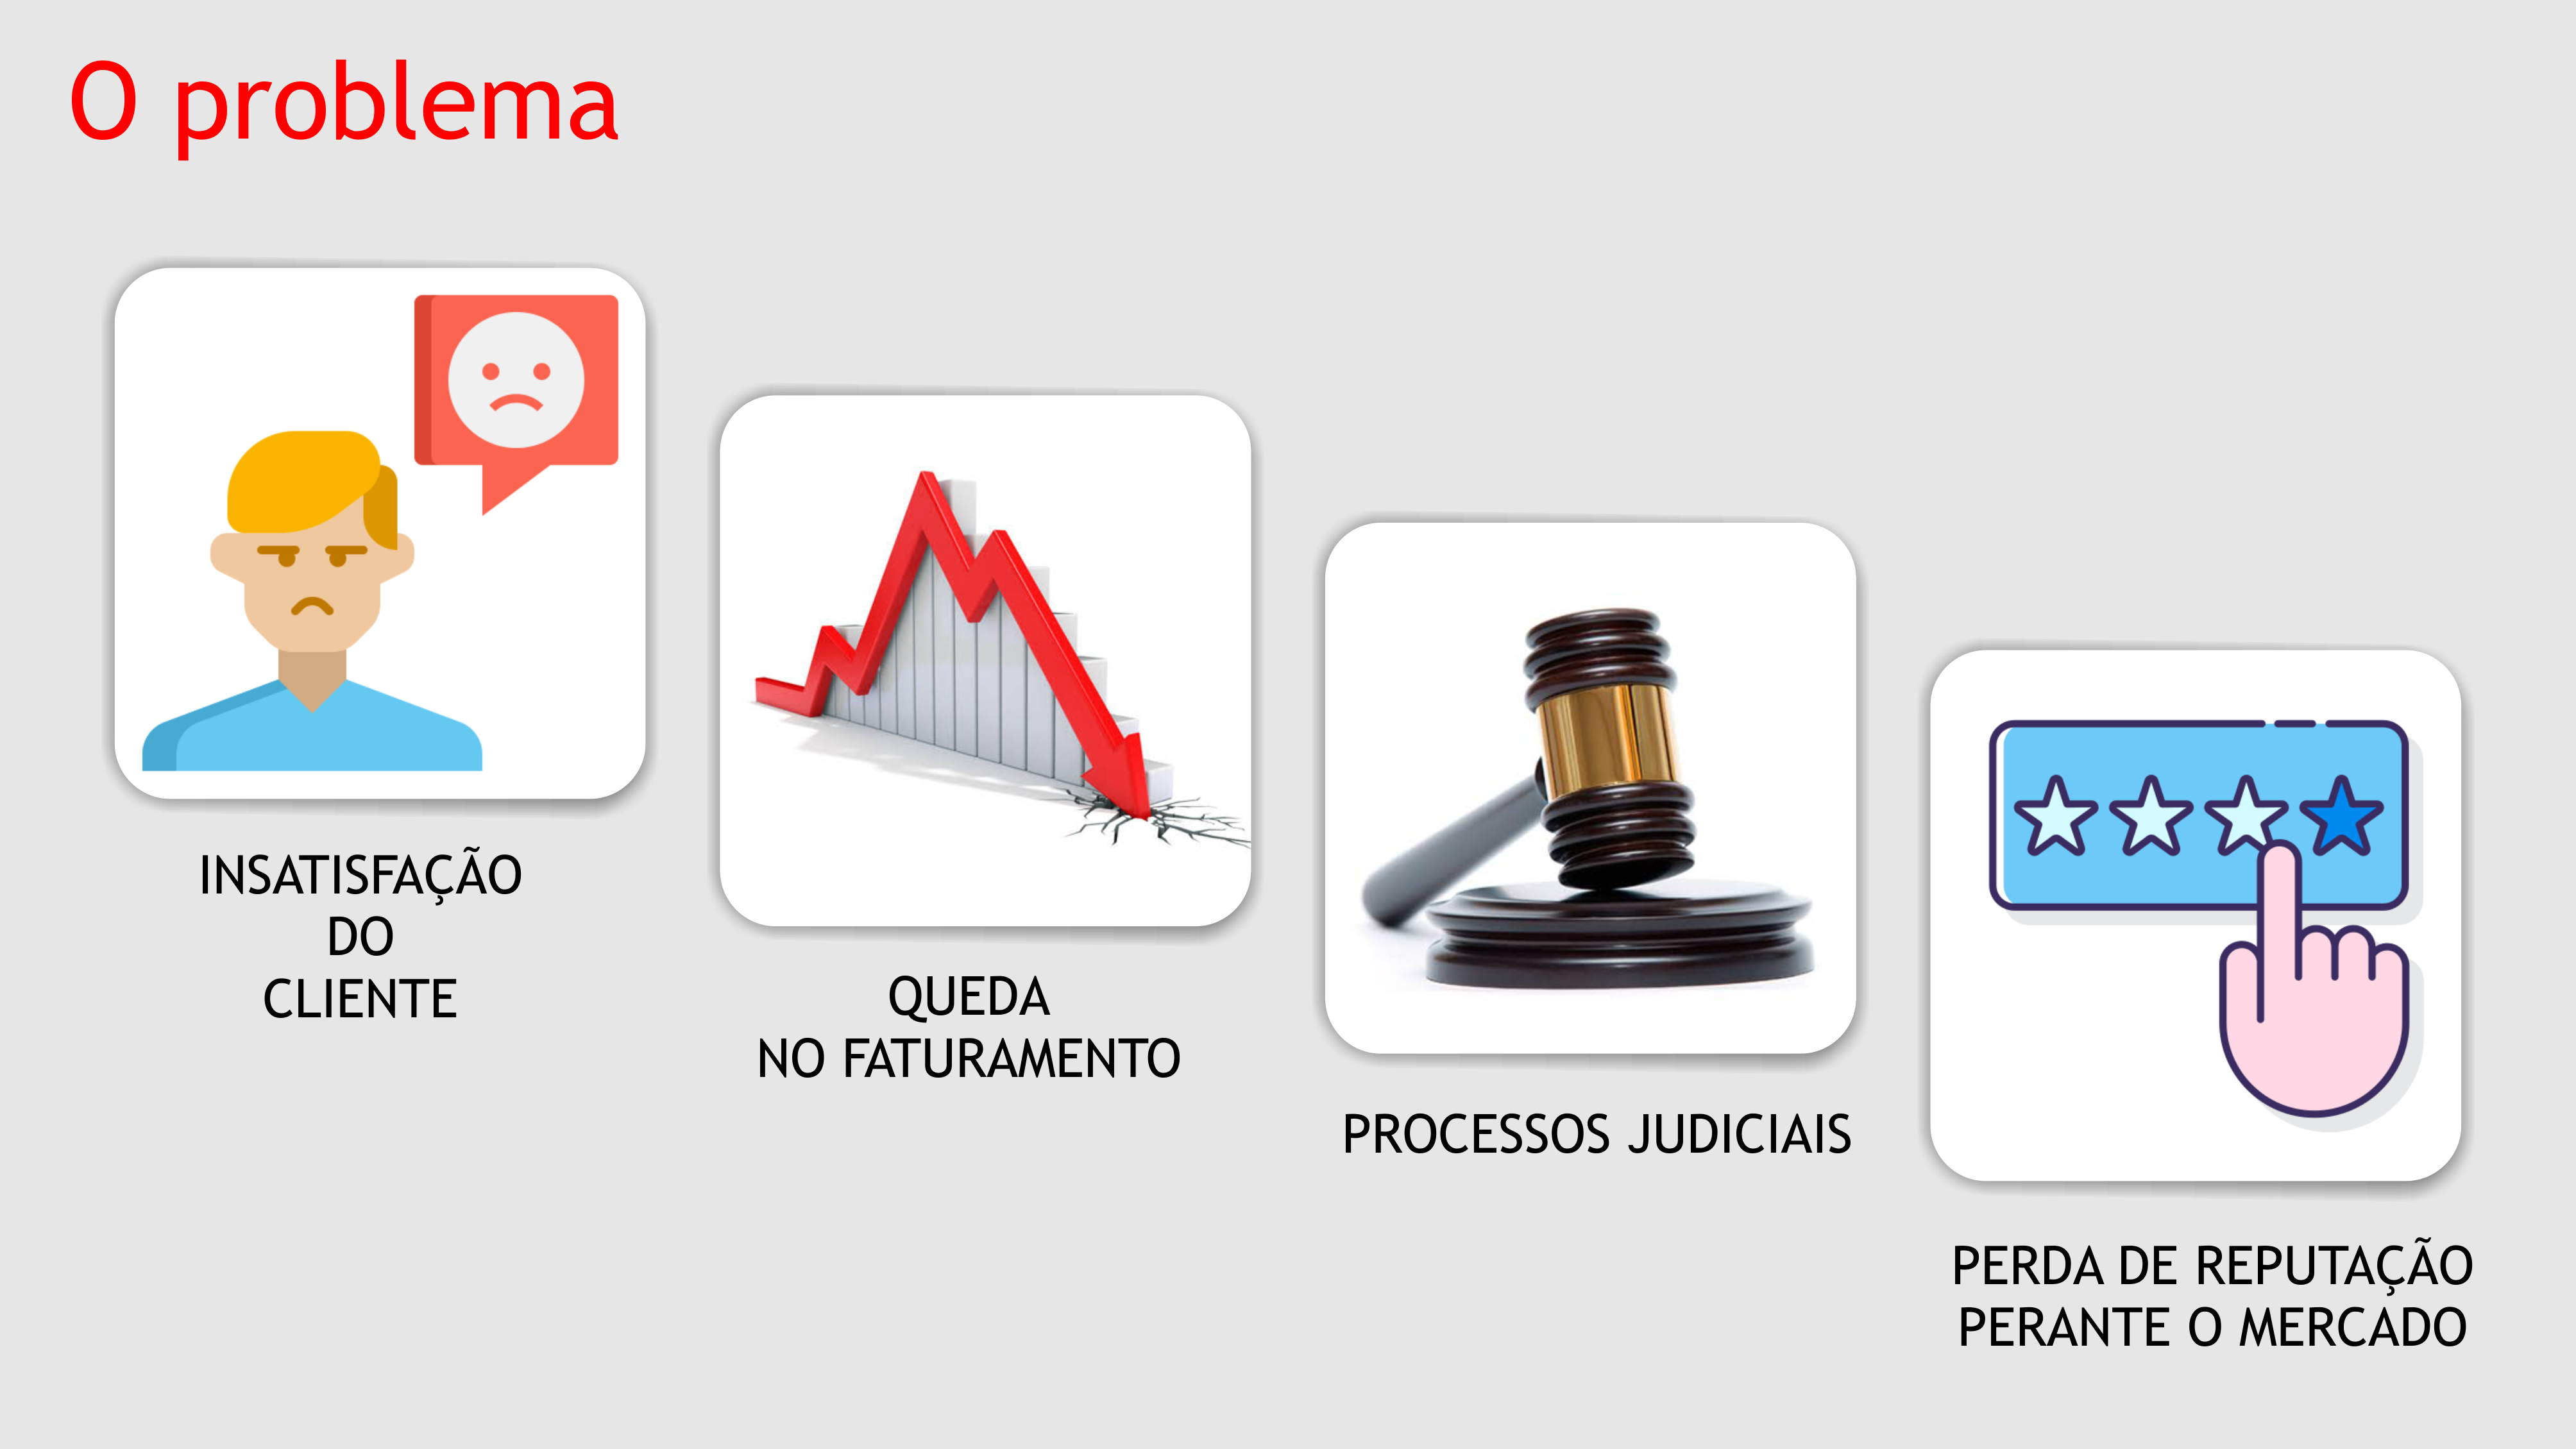 O problema
INSATISFAÇÃO
DO
CLIENTE
QUEDA
NO FATURAMENTO
PROCESSOS JUDICIAIS
PERDA DE REPUTAÇÃO
PERANTE O MERCADO